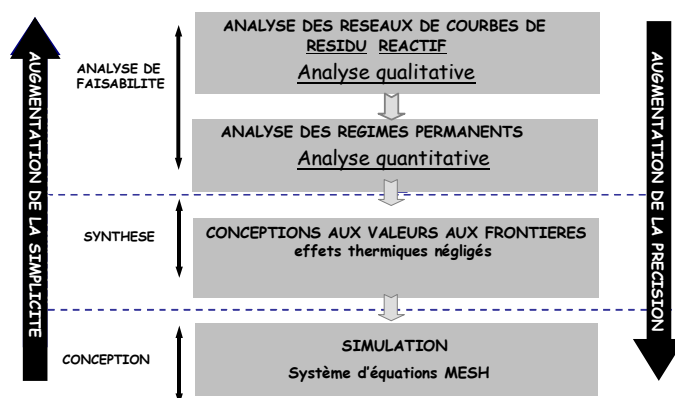 ANALYSE DES RESEAUX DE COURBES DE
RESIDU REACTIF
Analyse qualitative
ANALYSE DE
FAISABILITE
ANALYSE DES REGIMES PERMANENTS
Analyse quantitative
SYNTHESE
CONCEPTIONS AUX VALEURS AUX FRONTIERES
effets thermiques négligés
CONCEPTION
SIMULATION
Système d'équations MESH
AUGMENTATION DE LA SIMPLICITE
AUGMENTATION DE LA PRECISION